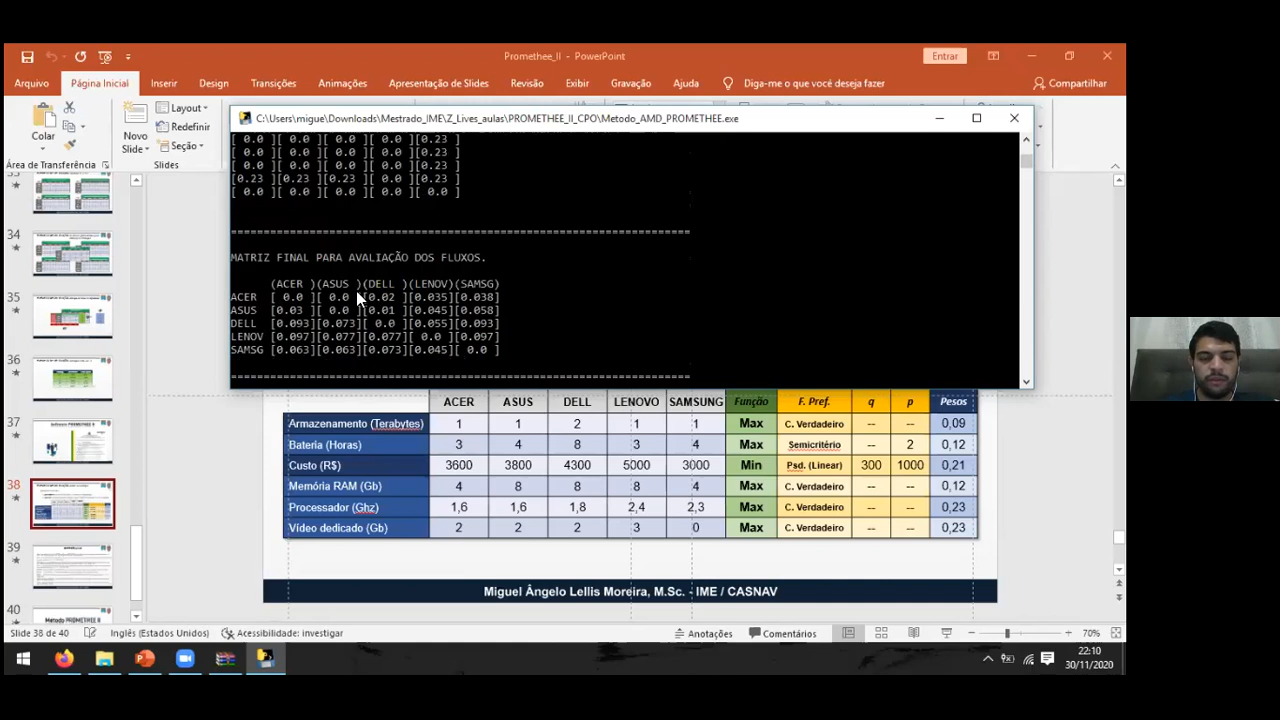 Promethee_II - PowerPoint
Entrar
Arquivo Página Inicial Inserir Design Transições Animações Apresentação de Slides Revisão Exibir Gravação Ajuda Diga-me o que você deseja fazer Compartilhar
Colar
Novo
Slide
Layout
Redefinir
Seção
Área de Transferência
Slides
C:\Users\migue\Downloads\Mestrado_IME\Z_Lives_aulas\PROMETHEE_II_CPO\Metodo_AMD_PROMETHEE.exe
[ 0.0 ][ 0.0 ][ 0.0 ][ 0.0 ][0.23 ]
[ 0.0 ][ 0.0 ][ 0.0 ][ 0.0 ][0.23 ]
[ 0.0 ][ 0.0 ][ 0.0 ][ 0.0 ][0.23 ]
[0.23 ][0.23 ][0.23 ][ 0.0 ][0.23 ]
[ 0.0 ][ 0.0 ][ 0.0 ][ 0.0 ][ 0.0 ]
MATRIZ FINAL PARA AVALIAÇÃO DOS FLUXOS.
(ACER )(ASUS )(DELL )(LENOV)(SAMSG)
ACER [ 0.0 ][ 0.0 ][0.02 ][0.035][0.038]
ASUS [0.03 ][ 0.0 ][0.01 ][0.045][0.058]
DELL [0.093][0.073][ 0.0 ][0.055][0.093]
LENOV [0.097][0.077][0.077][ 0.0 ][0.097]
SAMSG [0.063][0.063][0.073][0.045][ 0.0 ]
34
35
36
37
38
39
40
ACER ASUS DELL LENOVO SAMSUNG Função F. Pref. q p Pesos
Armazenamento (Terabytes) 1 1 2 1 1 Max C. Verdadeiro -- -- 0,09
Bateria (Horas) 3 4 8 3 4 Max Semicritério -- 2 0,12
Custo (R$) 3600 3800 4300 5000 3000 Min Psd. (Linear) 300 1000 0,21
Memória RAM (Gb) 4 8 8 8 4 Max C. Verdadeiro -- -- 0,12
Processador (Ghz) 1,6 1,6 1,8 2,4 2,3 Max C. Verdadeiro -- -- 0,23
Vídeo dedicado (Gb) 2 2 2 3 0 Max C. Verdadeiro -- -- 0,23
Miguel Ângelo Lellis Moreira, M.Sc. - IME / CASNAV
Método PROMETHEE II
Slide 38 de 40 Inglês (Estados Unidos) Acessibilidade: investigar Anotações Comentários 70%
22:10
30/11/2020